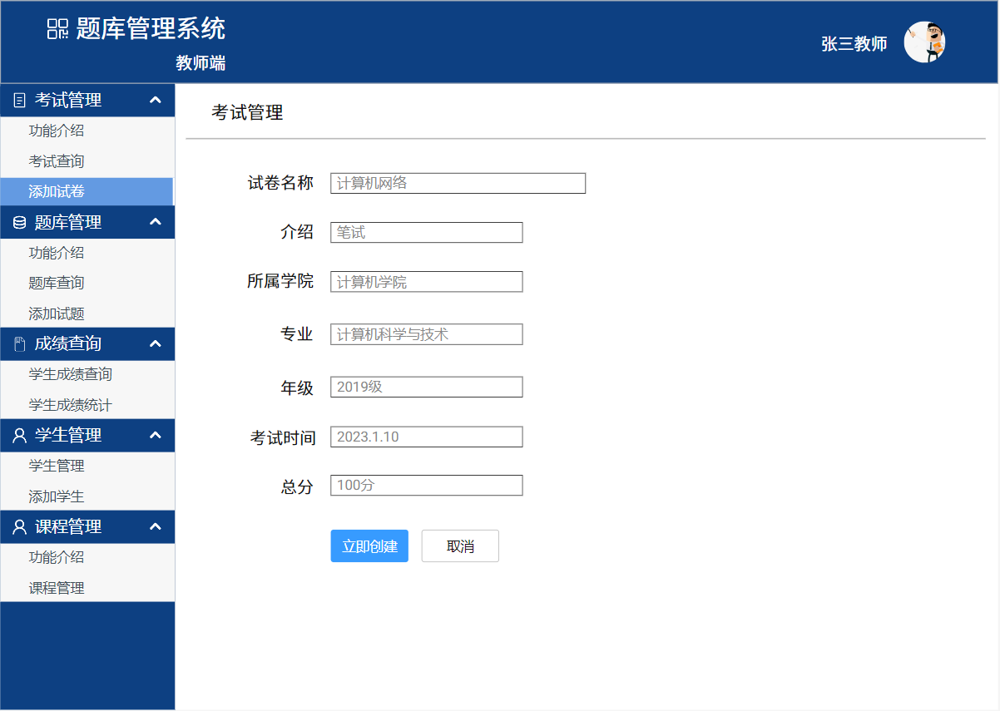 题库管理系统
教师端
张三教师
考试管理
功能介绍
考试查询
添加试卷
题库管理
功能介绍
题库查询
添加试题
成绩查询
学生成绩查询
学生成绩统计
学生管理
学生管理
添加学生
课程管理
功能介绍
课程管理
考试管理
试卷名称 计算机网络
介绍 笔试
所属学院 计算机学院
专业 计算机科学与技术
年级 2019级
考试时间 2023.1.10
总分 100分
立即创建 取消